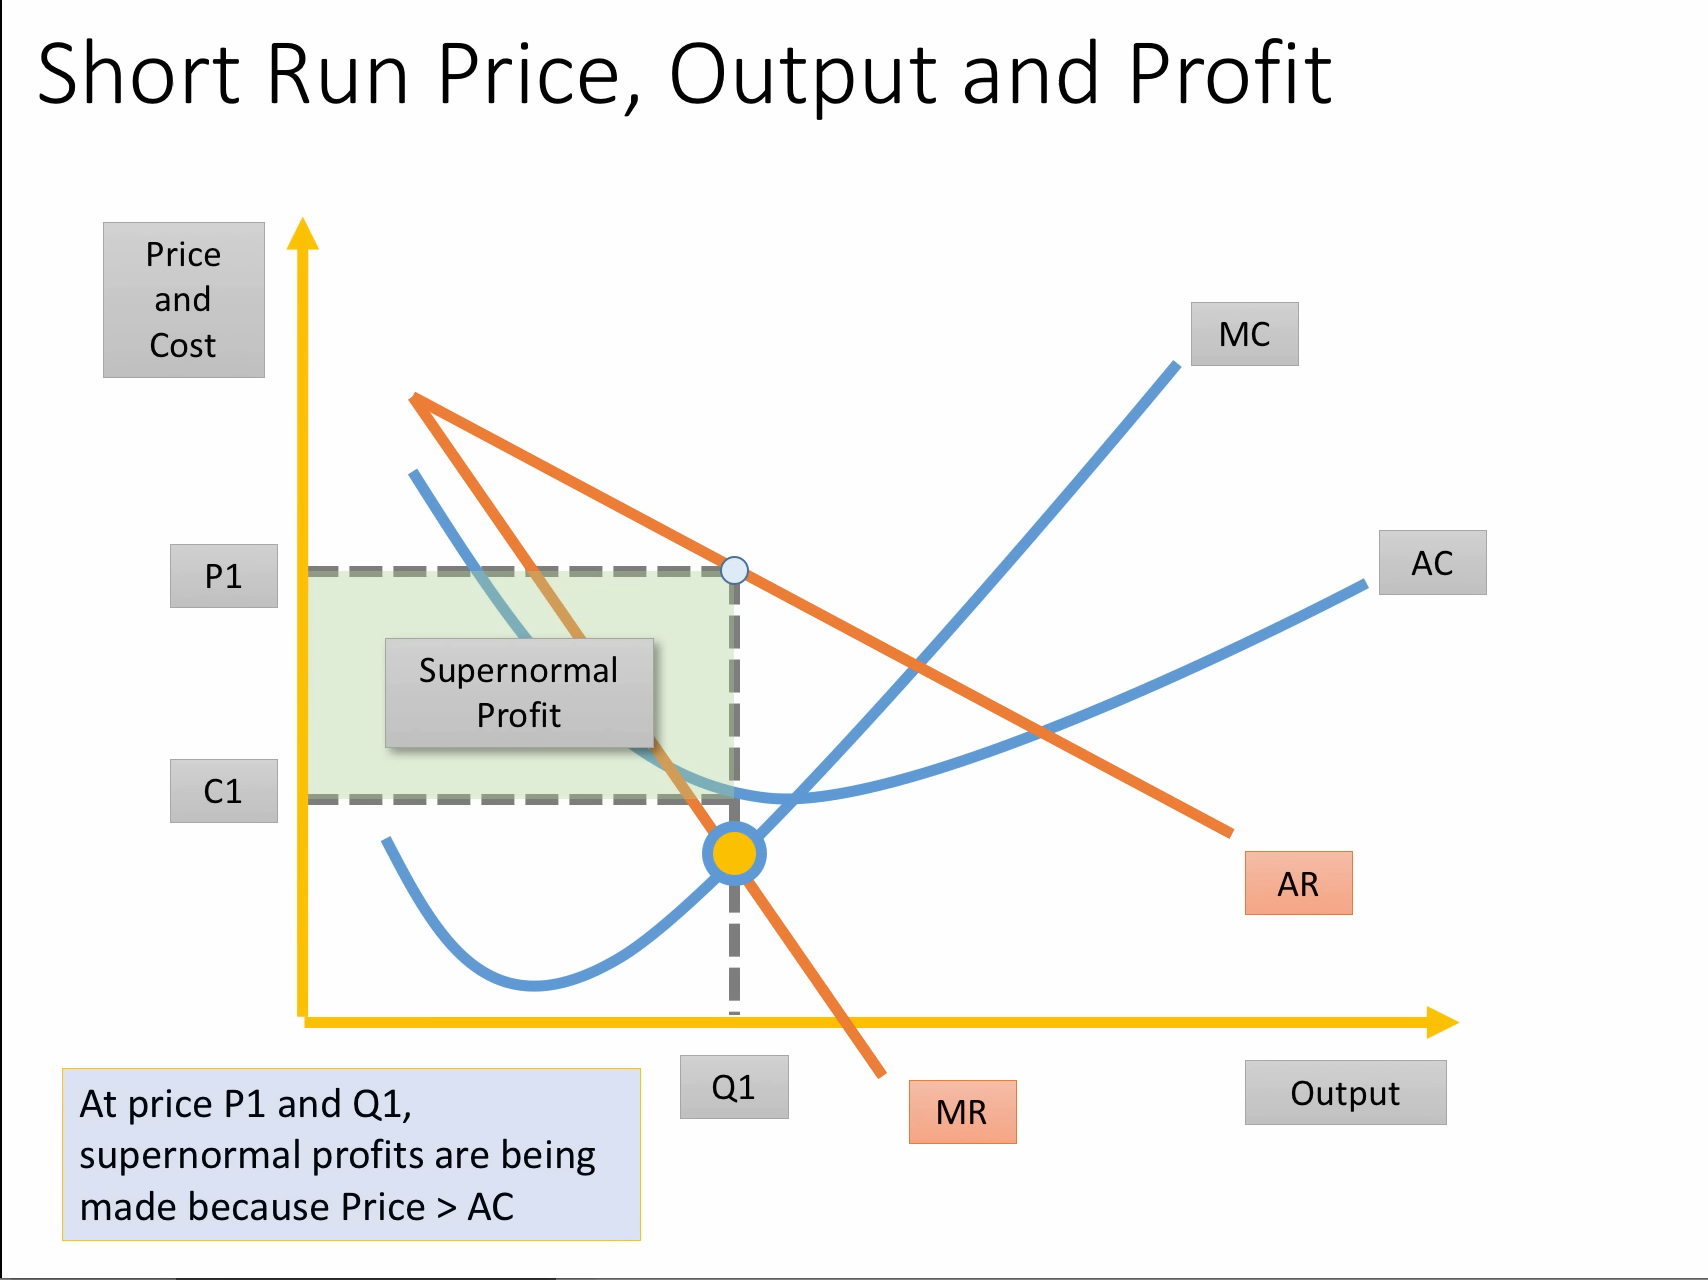 Short Run Price, Output and Profit
Price
and
Cost
MC
AC
P1
Supernormal
Profit
C1
AR
Q1
MR
Output
At price P1 and Q1,
supernormal profits are being
made because Price > AC